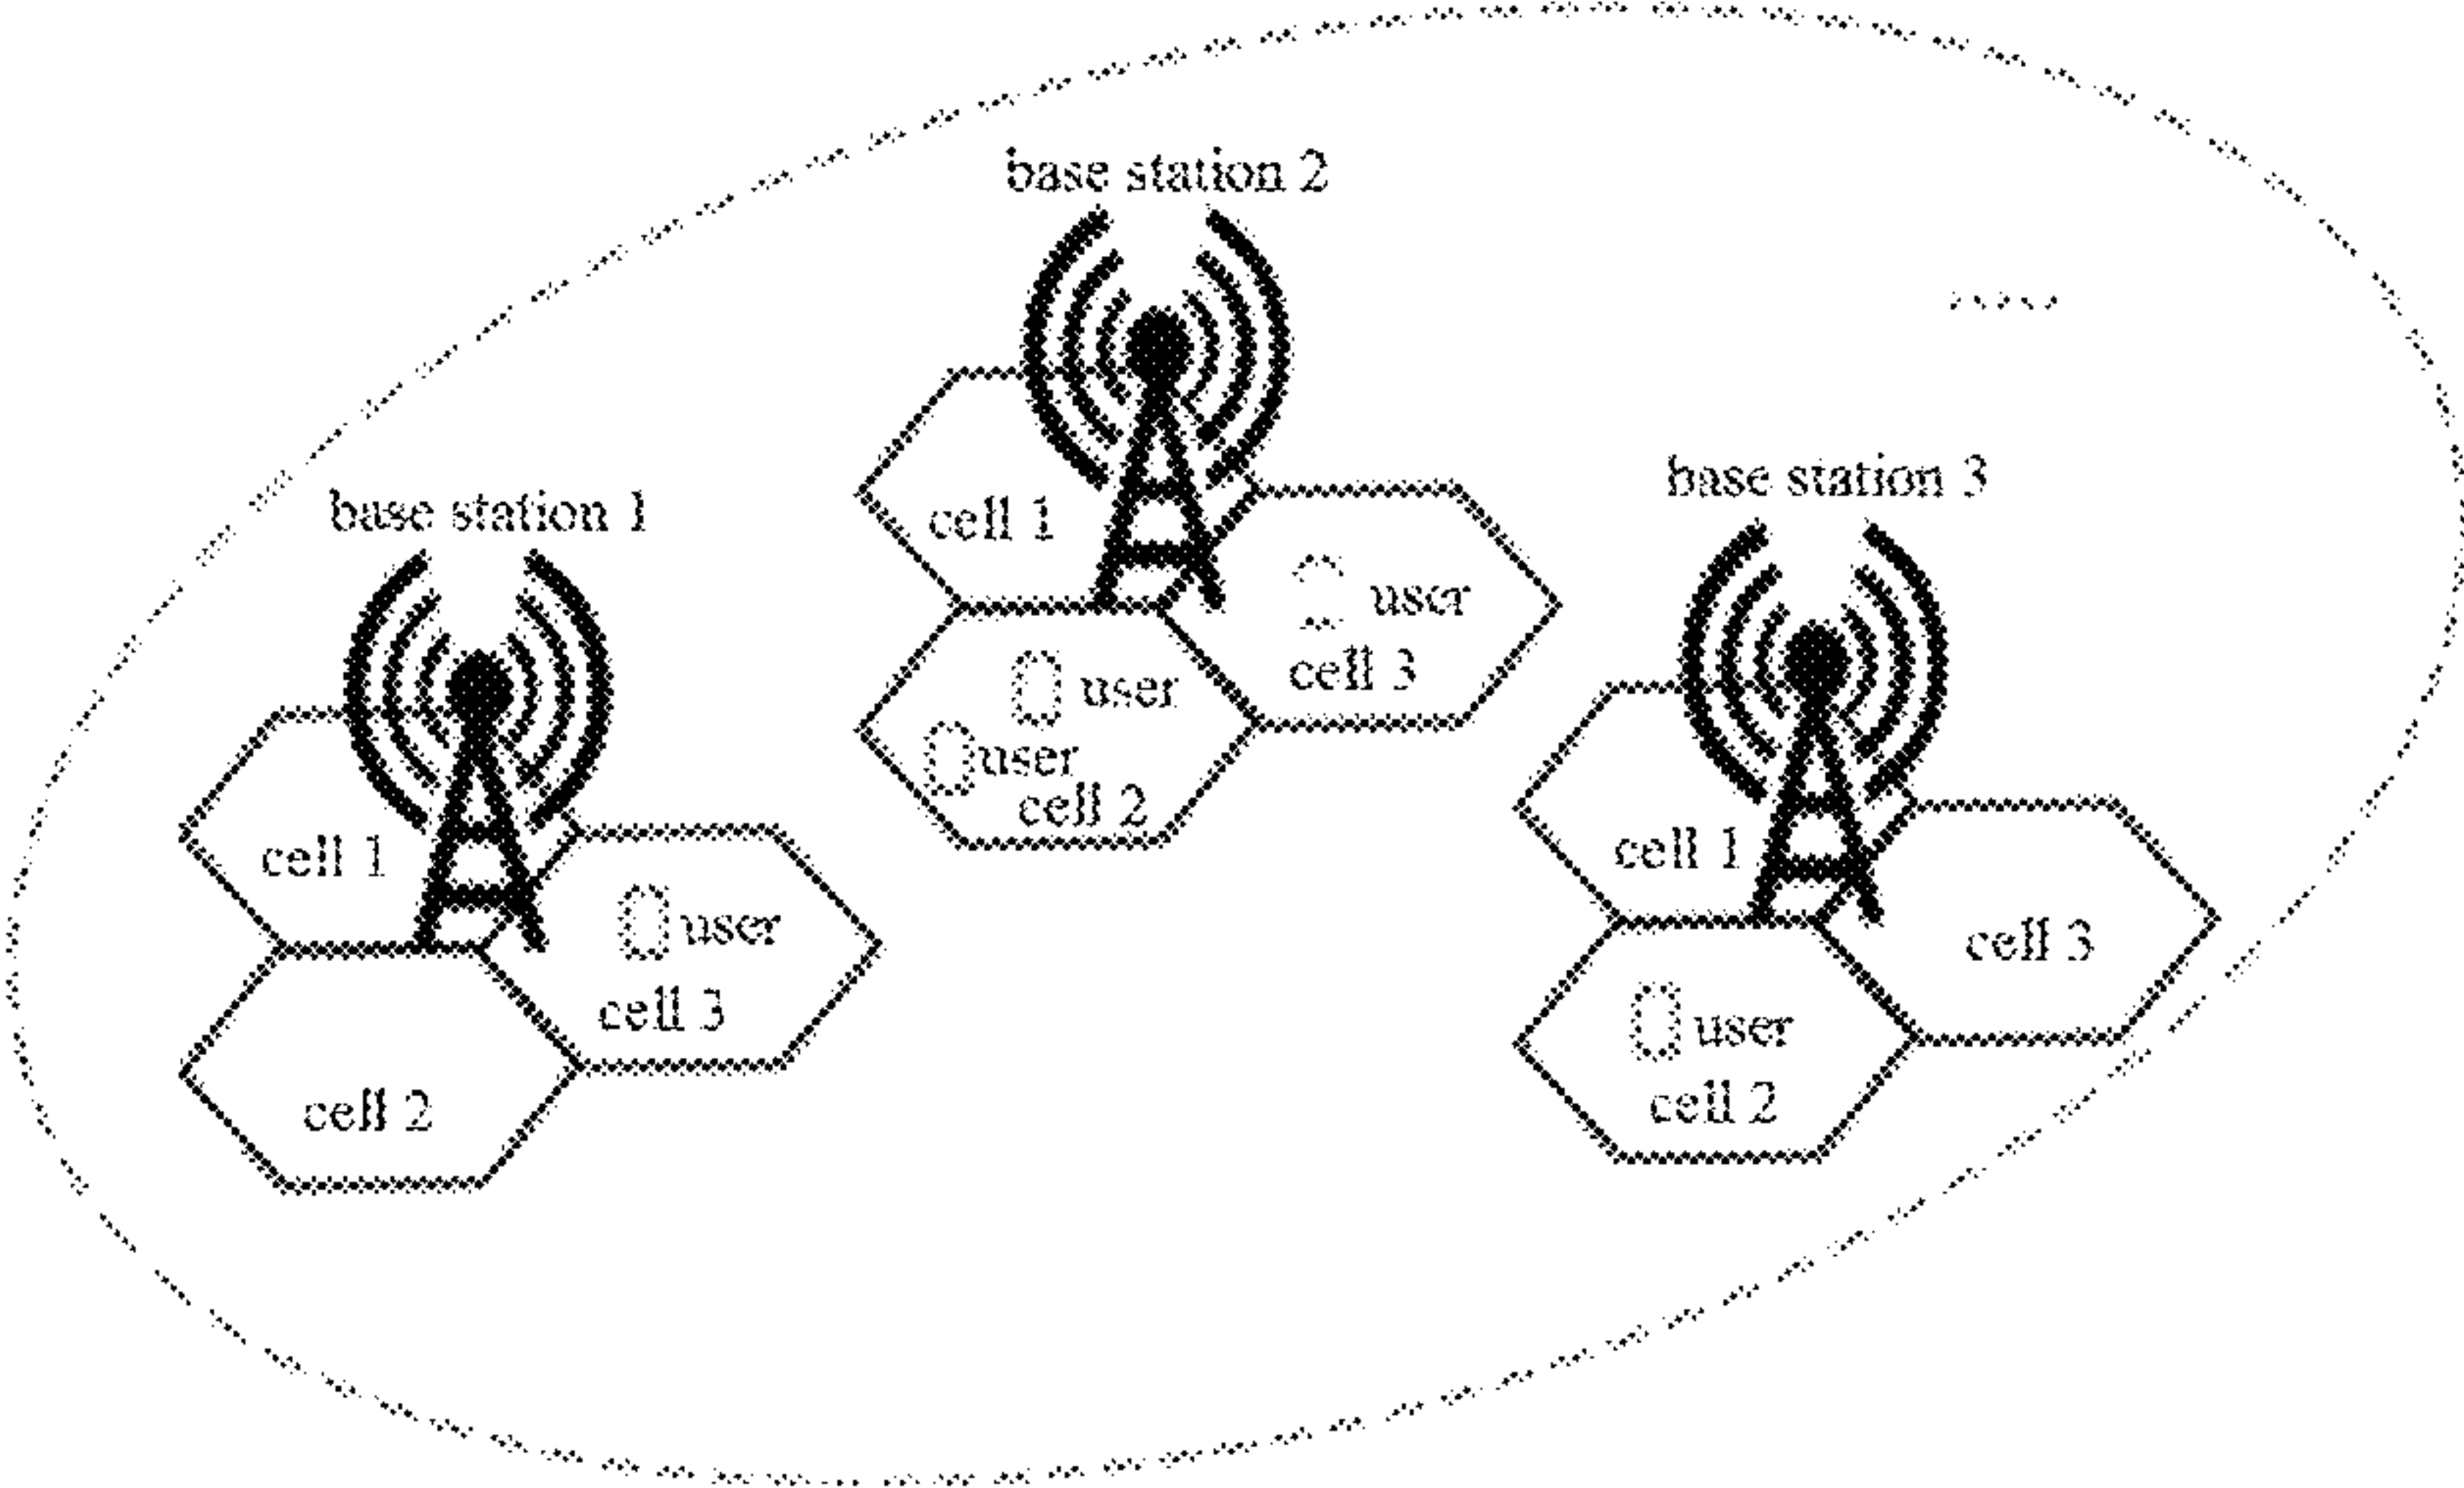 base station 2
cell 1
user
cell 3
user
user
cell 2
base station 1
cell 1
user
cell 3
cell 2
base station 3
cell 1
cell 3
user
cell 2